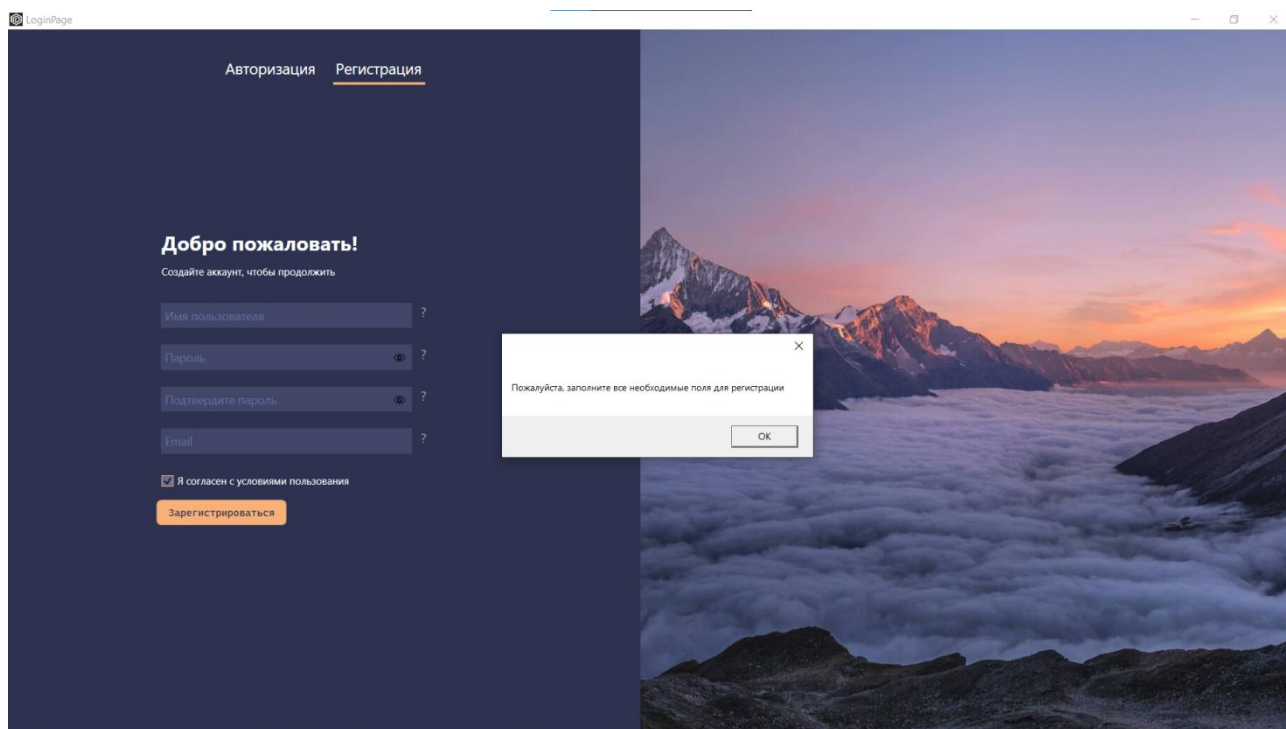 LoginPage
Авторизация Регистрация
Добро пожаловать!
Создайте аккаунт, чтобы продолжить
Имя пользователя ?
Пароль ?
Подтвердите пароль ?
Email ?
Я согласен с условиями пользования
Зарегистрироваться
Пожалуйста, заполните все необходимые поля для регистрации
OK